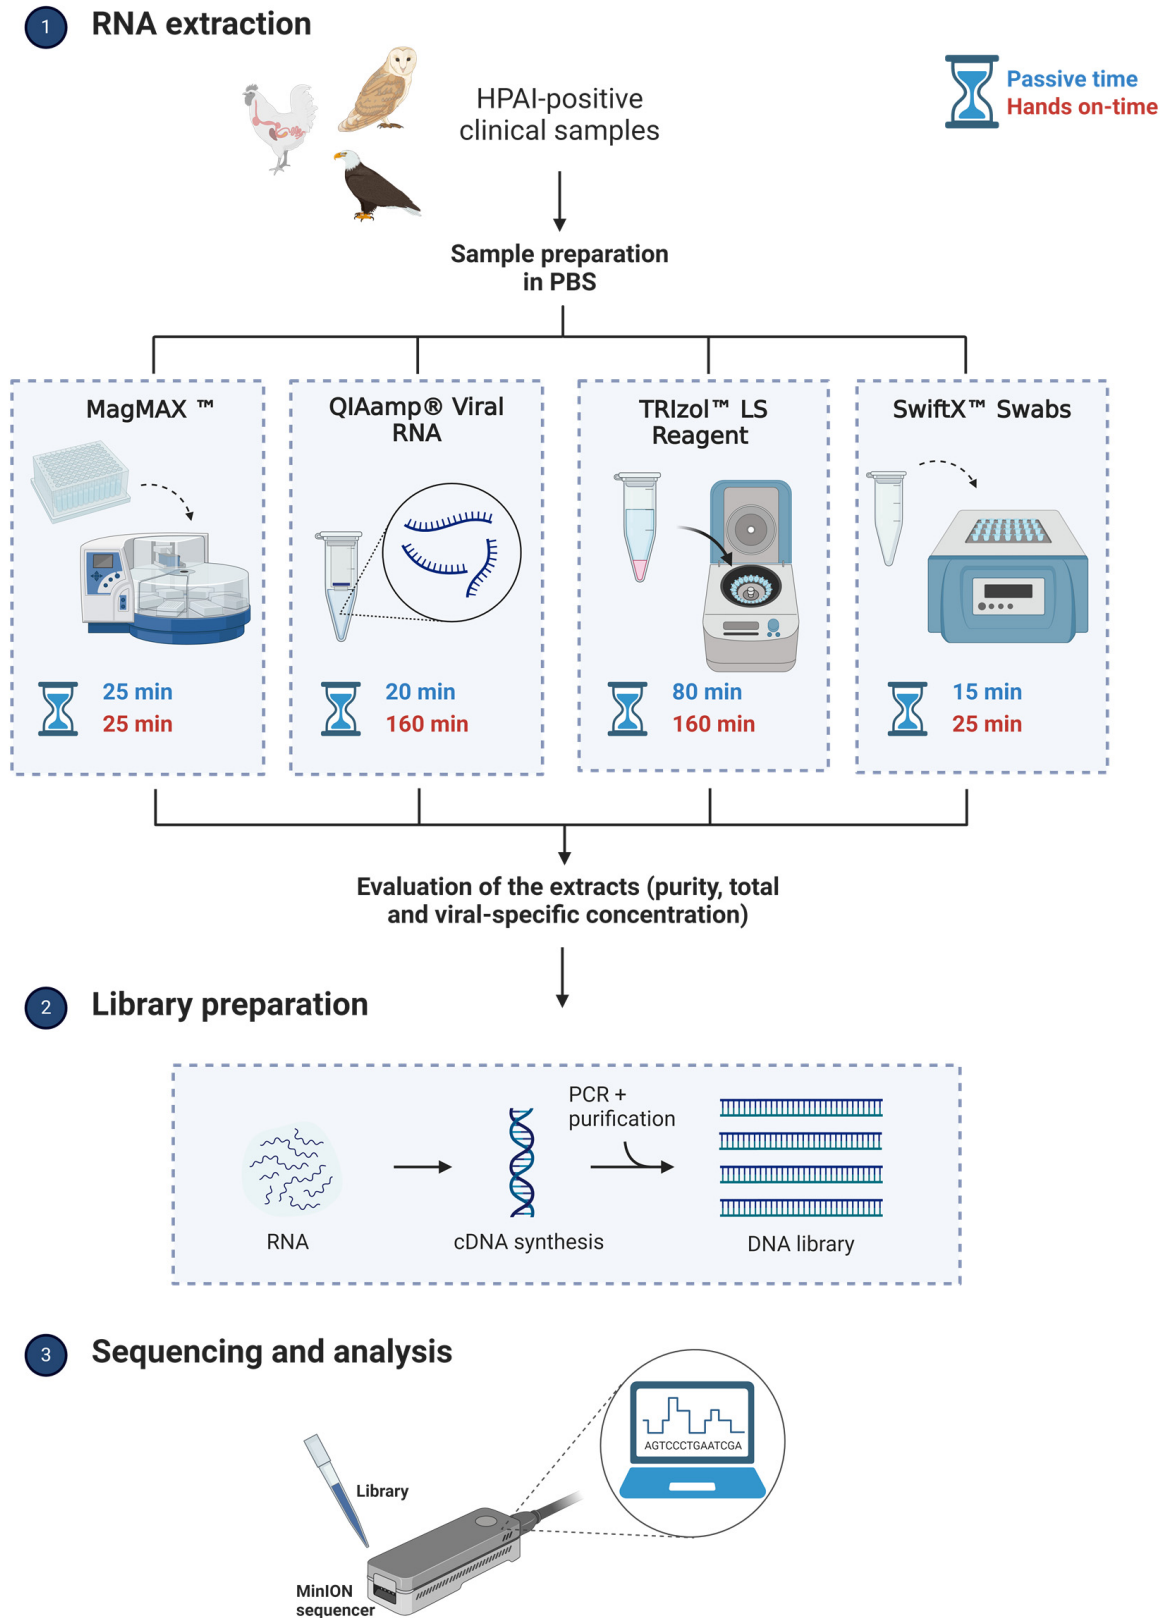 1
RNA extraction
HPAI-positive
clinical samples
Passive time
Hands on-time
Sample preparation
in PBS
MagMAX ™
25 min
25 min
QIAamp® Viral
RNA
20 min
160 min
TRIzol™ LS
Reagent
80 min
160 min
SwiftX™ Swabs
15 min
25 min
Evaluation of the extracts (purity, total
and viral-specific concentration)
2
Library preparation
RNA
cDNA synthesis
PCR +
purification
DNA library
3
Sequencing and analysis
Library
MinION
sequencer
AGTCCCTGAATCGA